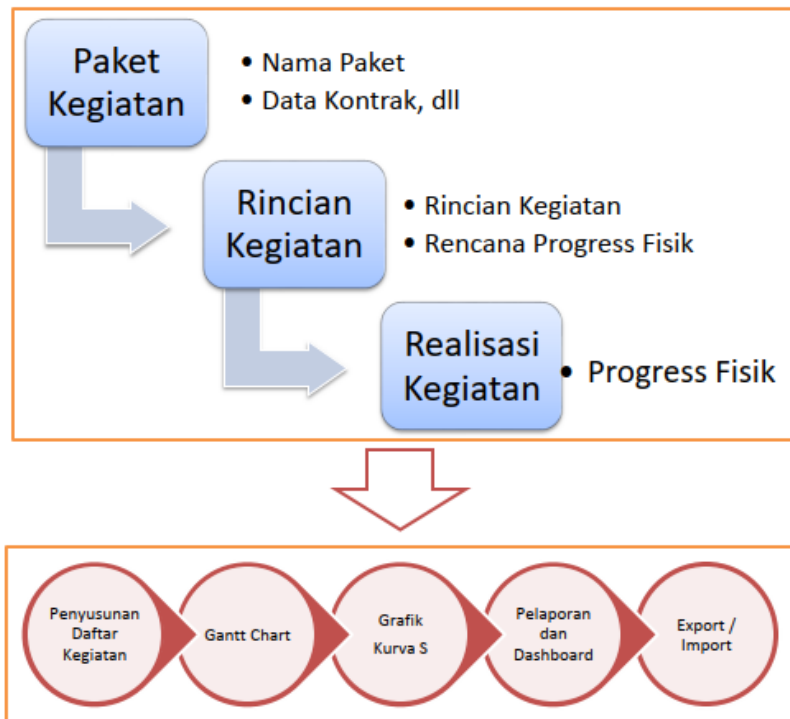 Paket
Kegiatan
• Nama Paket
• Data Kontrak, dll
Rincian
Kegiatan
• Rincian Kegiatan
• Rencana Progress Fisik
Realisasi
Kegiatan
• Progress Fisik
Penyusunan
Daftar
Kegiatan
Gantt Chart
Grafik
Kurva S
Pelaporan
dan
Dashboard
Export /
Import